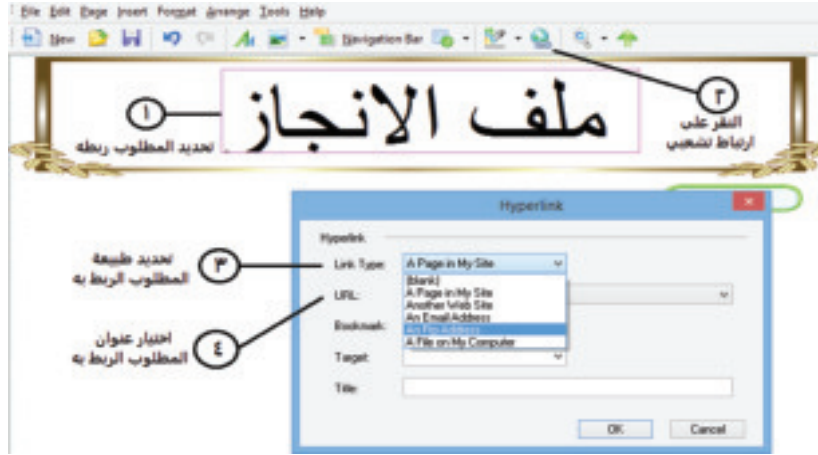 File Edit Page Insert Format Arrange Tools Help
New Navigation Bar
ملف الانجاز
١
تحديد المطلوب ربطه
٢
النقر على
ارتباط تشعبي
Hyperlink
Hyperlink
Link Type: A Page in My Site
(blank)
A Page in My Site
Another Web Site
An Email Address
An Ftp Address
A File on My Computer
URL:
Bookmark:
Target:
Title:
OK Cancel
٣
تحديد طبيعة
المطلوب الربط به
٤
اختيار عنوان
المطلوب الربط به